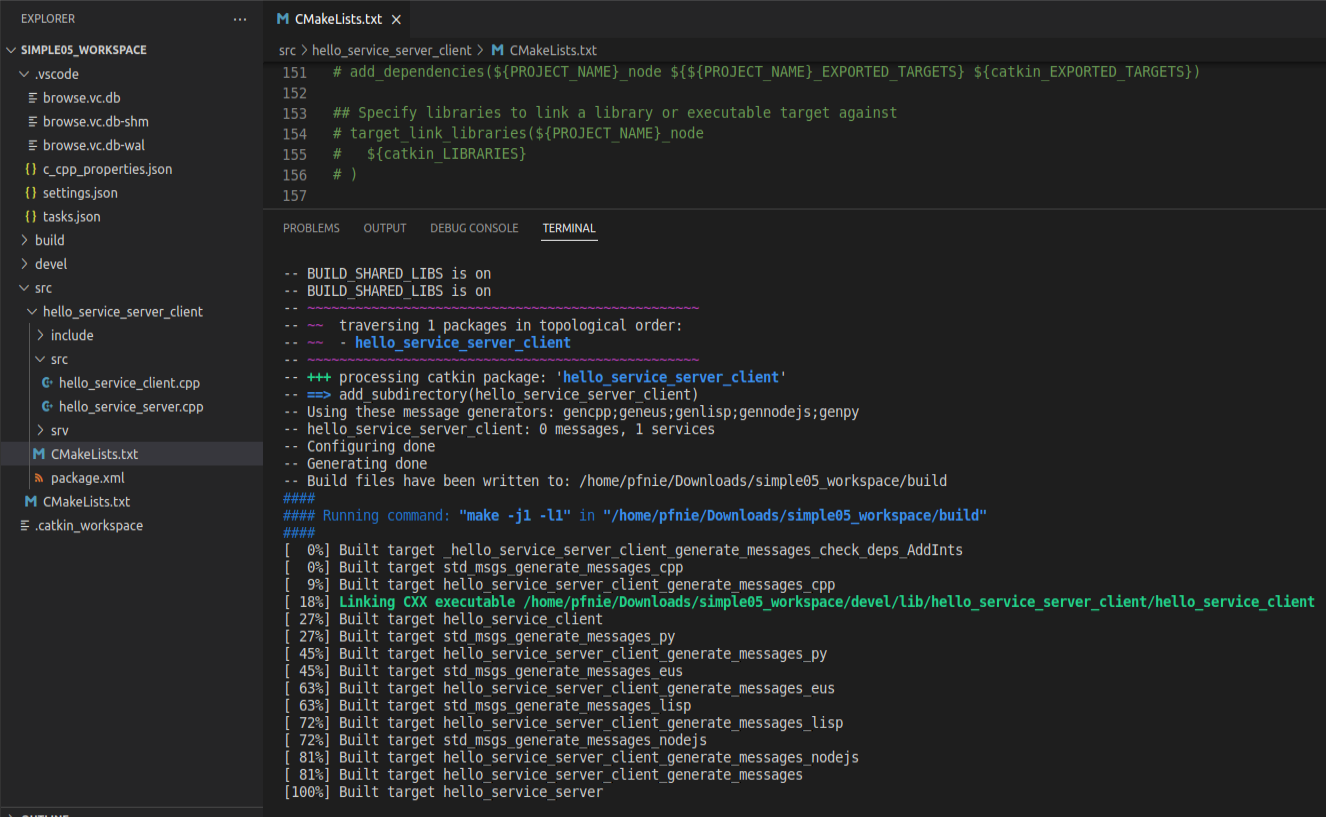 EXPLORER
SIMPLE05_WORKSPACE
.vscode
browse.vc.db
browse.vc.db-shm
browse.vc.db-wal
{} c_cpp_properties.json
{} settings.json
{} tasks.json
build
devel
src
hello_service_server_client
include
src
hello_service_client.cpp
hello_service_server.cpp
srv
M CMakeLists.txt
package.xml
M CMakeLists.txt
.catkin_workspace
M CMakeLists.txt ×
src > hello_service_server_client > M CMakeLists.txt
151 # add_dependencies(${PROJECT_NAME}_node ${${PROJECT_NAME}_EXPORTED_TARGETS} ${catkin_EXPORTED_TARGETS})
152
153 ## Specify libraries to link a library or executable target against
154 # target_link_libraries(${PROJECT_NAME}_node
155 #   ${catkin_LIBRARIES}
156 # )
157
PROBLEMS OUTPUT DEBUG CONSOLE TERMINAL
-- BUILD_SHARED_LIBS is on
-- BUILD_SHARED_LIBS is on
-- ~~~~~~~~~~~~~~~~~~~~~~~~~~~~~~~~~~~~~~~~~~~~~~~~~
-- ~~  traversing 1 packages in topological order:
-- ~~  - hello_service_server_client
-- ~~~~~~~~~~~~~~~~~~~~~~~~~~~~~~~~~~~~~~~~~~~~~~~~~
-- +++ processing catkin package: 'hello_service_server_client'
-- ==> add_subdirectory(hello_service_server_client)
-- Using these message generators: gencpp;geneus;genlisp;gennodejs;genpy
-- hello_service_server_client: 0 messages, 1 services
-- Configuring done
-- Generating done
-- Build files have been written to: /home/pfnie/Downloads/simple05_workspace/build
####
#### Running command: "make -j1 -l1" in "/home/pfnie/Downloads/simple05_workspace/build"
####
[  0%] Built target _hello_service_server_client_generate_messages_check_deps_AddInts
[  0%] Built target std_msgs_generate_messages_cpp
[  9%] Built target hello_service_server_client_generate_messages_cpp
[ 18%] Linking CXX executable /home/pfnie/Downloads/simple05_workspace/devel/lib/hello_service_server_client/hello_service_client
[ 27%] Built target hello_service_client
[ 27%] Built target std_msgs_generate_messages_py
[ 45%] Built target hello_service_server_client_generate_messages_py
[ 45%] Built target std_msgs_generate_messages_eus
[ 63%] Built target hello_service_server_client_generate_messages_eus
[ 63%] Built target std_msgs_generate_messages_lisp
[ 72%] Built target hello_service_server_client_generate_messages_lisp
[ 72%] Built target std_msgs_generate_messages_nodejs
[ 81%] Built target hello_service_server_client_generate_messages_nodejs
[ 81%] Built target hello_service_server_client_generate_messages
[100%] Built target hello_service_server